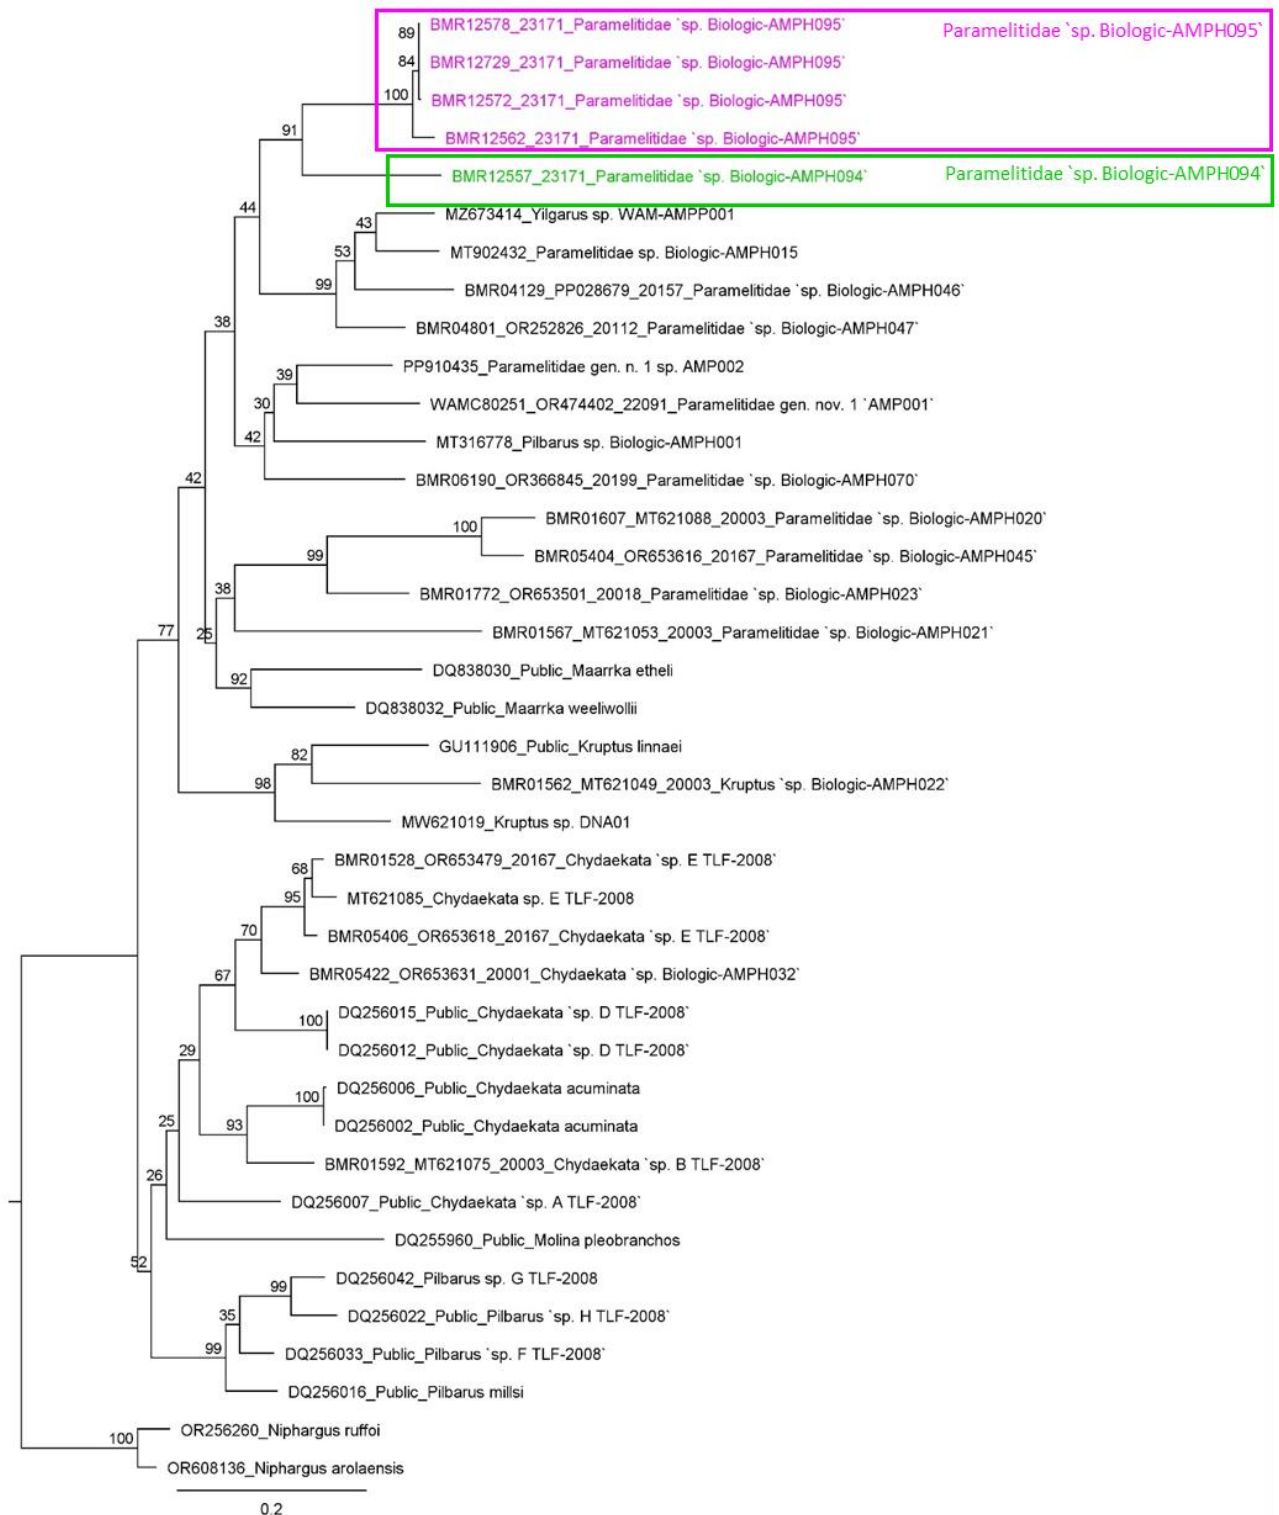 BMR12578_23171_Paramelitidae `sp. Biologic-AMPH095`
Paramelitidae `sp. Biologic-AMPH095`
89
84
BMR12729_23171_Paramelitidae `sp. Biologic-AMPH095`
100
BMR12572_23171_Paramelitidae `sp. Biologic-AMPH095`
91
BMR12562_23171_Paramelitidae `sp. Biologic-AMPH095`
BMR12557_23171_Paramelitidae `sp. Biologic-AMPH094`
Paramelitidae `sp. Biologic-AMPH094`
44
43
MZ673414_Yilgarus sp. WAM-AMPP001
53
MT902432_Paramelitidae sp. Biologic-AMPH015
99
BMR04129_PP028679_20157_Paramelitidae `sp. Biologic-AMPH046`
38
BMR04801_OR252826_20112_Paramelitidae `sp. Biologic-AMPH047`
39
PP910435_Paramelitidae gen. n. 1 sp. AMP002
30
WAMC80251_OR474402_22091_Paramelitidae gen. nov. 1 `AMP001`
42
MT316778_Pilbarus sp. Biologic-AMPH001
42
BMR06190_OR366845_20199_Paramelitidae `sp. Biologic-AMPH070`
100
BMR01607_MT621088_20003_Paramelitidae `sp. Biologic-AMPH020`
99
BMR05404_OR653616_20167_Paramelitidae `sp. Biologic-AMPH045`
38
BMR01772_OR653501_20018_Paramelitidae `sp. Biologic-AMPH023`
77
25
BMR01567_MT621053_20003_Paramelitidae `sp. Biologic-AMPH021`
92
DQ838030_Public_Maarrka etheli
DQ838032_Public_Maarrka weeliwollii
82
GU111906_Public_Kruptus linnaei
98
BMR01562_MT621049_20003_Kruptus `sp. Biologic-AMPH022`
MW621019_Kruptus sp. DNA01
68
BMR01528_OR653479_20167_Chydaekata `sp. E TLF-2008`
95
MT621085_Chydaekata sp. E TLF-2008
70
BMR05406_OR653618_20167_Chydaekata `sp. E TLF-2008`
67
BMR05422_OR653631_20001_Chydaekata `sp. Biologic-AMPH032`
100
DQ256015_Public_Chydaekata `sp. D TLF-2008`
29
DQ256012_Public_Chydaekata `sp. D TLF-2008`
100
DQ256006_Public_Chydaekata acuminata
25
93
DQ256002_Public_Chydaekata acuminata
26
BMR01592_MT621075_20003_Chydaekata `sp. B TLF-2008`
DQ256007_Public_Chydaekata `sp. A TLF-2008`
DQ255960_Public_Molina pleobranchos
52
99
DQ256042_Pilbarus sp. G TLF-2008
35
DQ256022_Public_Pilbarus `sp. H TLF-2008`
99
DQ256033_Public_Pilbarus `sp. F TLF-2008`
DQ256016_Public_Pilbarus millsi
100
OR256260_Niphargus ruffoi
OR608136_Niphargus arolaensis
0.2